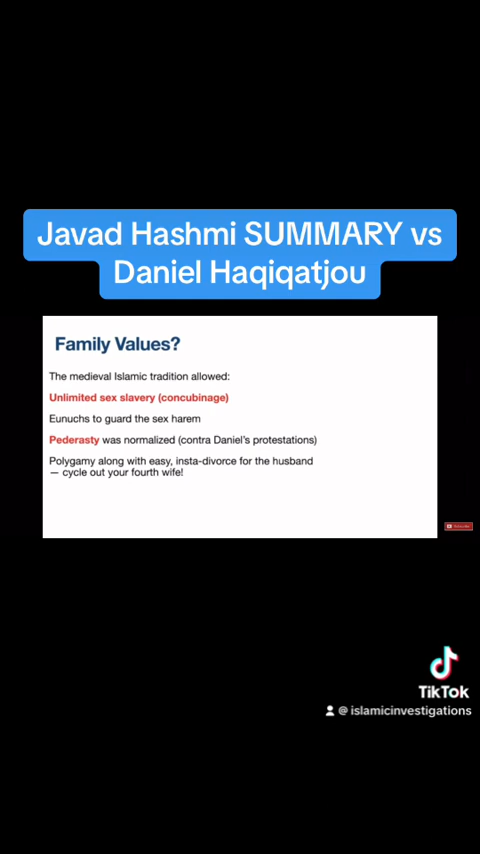 Javad Hashmi SUMMARY vs
Daniel Haqiqatjou
Family Values?
The medieval Islamic tradition allowed:
Unlimited sex slavery (concubinage)
Eunuchs to guard the sex harem
Pederasty was normalized (contra Daniel's protestations)
Polygamy along with easy, insta-divorce for the husband
— cycle out your fourth wife!
TikTok
@ islamicinvestigations